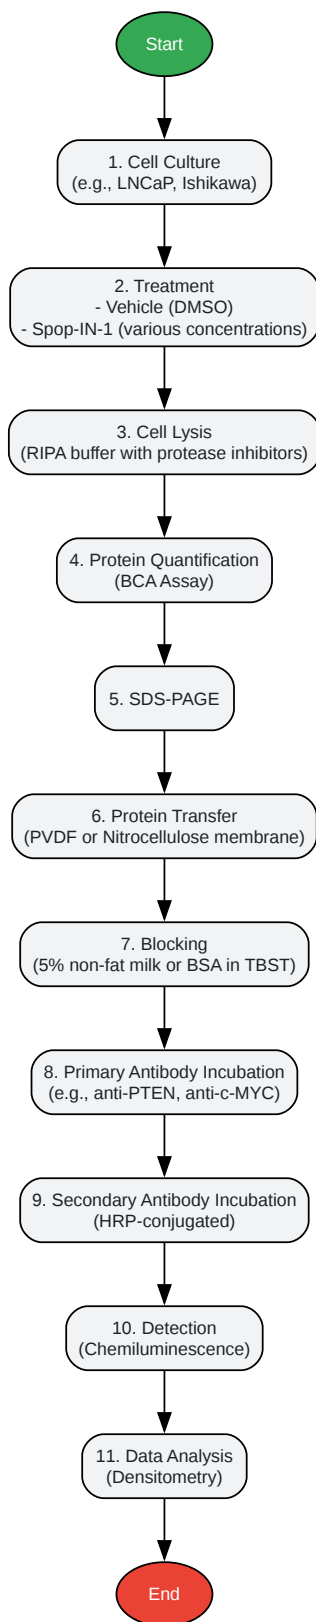 Start
1. Cell Culture
(e.g., LNCaP, Ishikawa)
2. Treatment
- Vehicle (DMSO)
- Spop-IN-1 (various concentrations)
3. Cell Lysis
(RIPA buffer with protease inhibitors)
4. Protein Quantification
(BCA Assay)
5. SDS-PAGE
6. Protein Transfer
(PVDF or Nitrocellulose membrane)
7. Blocking
(5% non-fat milk or BSA in TBST)
8. Primary Antibody Incubation
(e.g., anti-PTEN, anti-c-MYC)
9. Secondary Antibody Incubation
(HRP-conjugated)
10. Detection
(Chemiluminescence)
11. Data Analysis
(Densitometry)
End